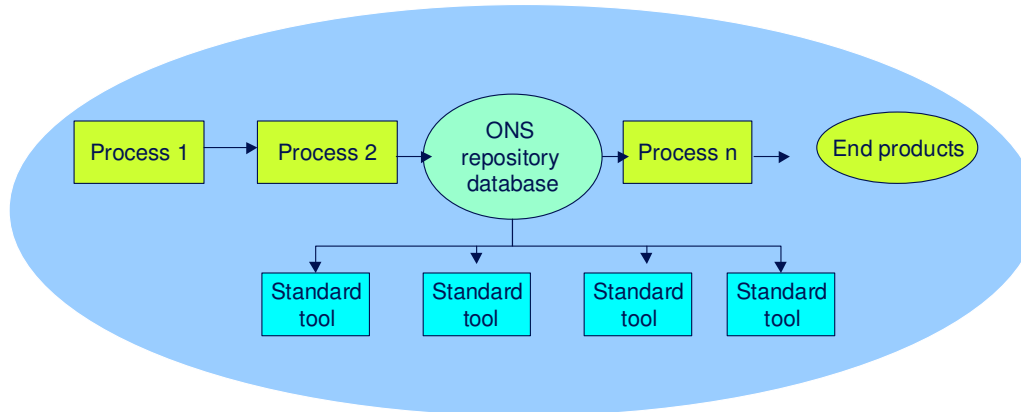 Process 1
Process 2
ONS
repository
database
Process n
End products
Standard
tool
Standard
tool
Standard
tool
Standard
tool